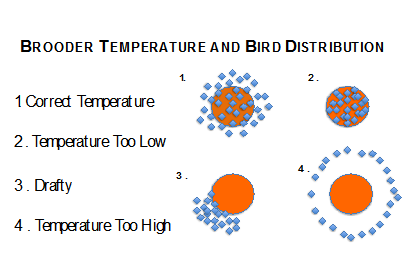 BROODER TEMPERATURE AND BIRD DISTRIBUTION
1.
2 .
1 Correct Temperature
2 . Temperature Too Low
3 .
4 .
3 . Drafty
4 . Temperature Too High